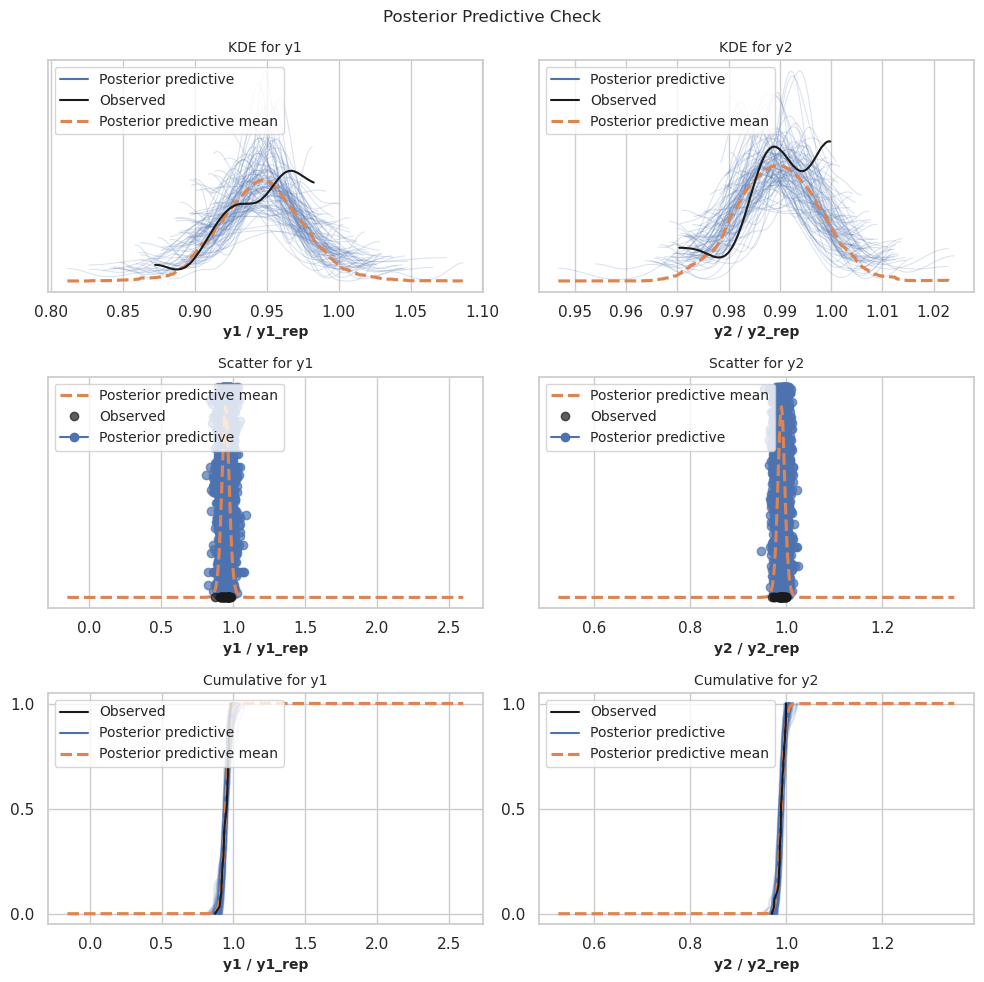 Posterior Predictive Check
KDE for y1
Posterior predictive
Observed
Posterior predictive mean
0.80 0.85 0.90 0.95 1.00 1.05 1.10
y1 / y1_rep
KDE for y2
Posterior predictive
Observed
Posterior predictive mean
0.95 0.96 0.97 0.98 0.99 1.00 1.01 1.02
y2 / y2_rep
Scatter for y1
Posterior predictive mean
Observed
Posterior predictive
0.0 0.5 1.0 1.5 2.0 2.5
y1 / y1_rep
Scatter for y2
Posterior predictive mean
Observed
Posterior predictive
0.6 0.8 1.0 1.2
y2 / y2_rep
Cumulative for y1
1.0
Observed
Posterior predictive
Posterior predictive mean
0.5
0.0
0.0 0.5 1.0 1.5 2.0 2.5
y1 / y1_rep
Cumulative for y2
1.0
Observed
Posterior predictive
Posterior predictive mean
0.5
0.0
0.6 0.8 1.0 1.2
y2 / y2_rep